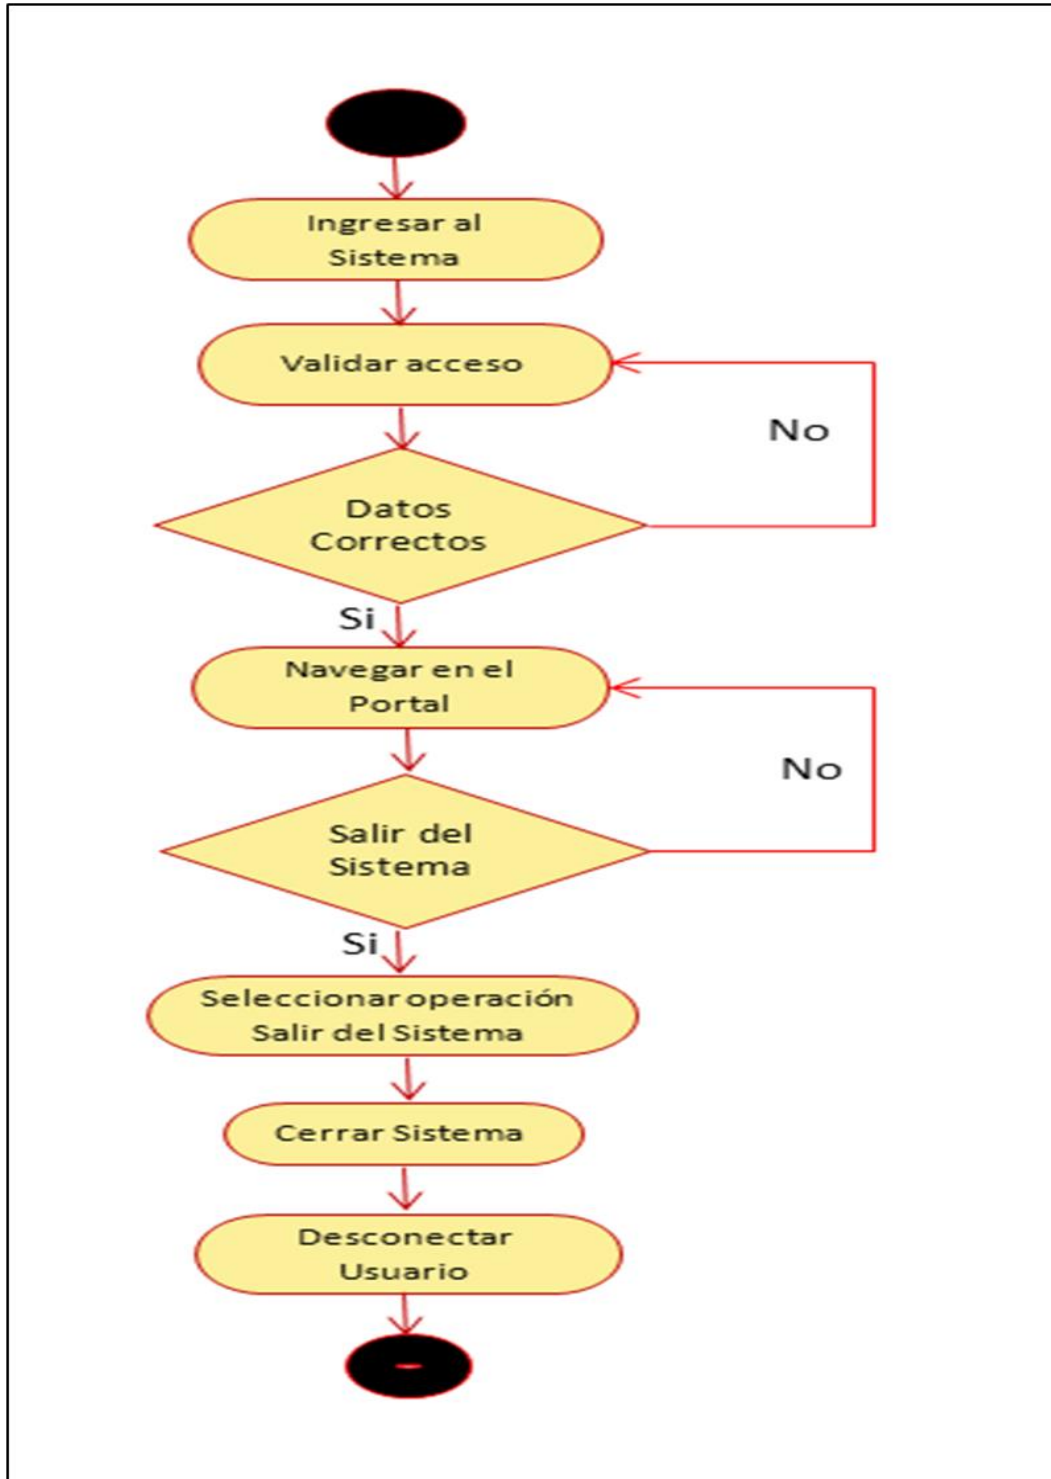 Ingresar al
Sistema
Validar acceso
No
Datos
Correctos
Si
Navegar en el
Portal
No
Salir del
Sistema
Si
Seleccionar operación
Salir del Sistema
Cerrar Sistema
Desconectar
Usuario